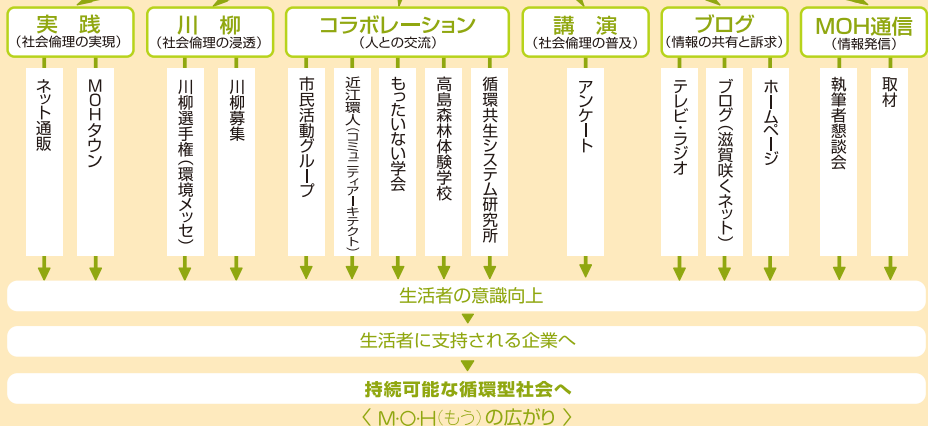 実践
(社会倫理の実現)
ネット通販
MOHタウン
川柳
(社会倫理の浸透)
川柳選手権(環境メッセ)
川柳募集
コラボレーション
(人との交流)
市民活動グループ
近江環人(コミュニティアーキテクト)
もったいない学会
高島森林体験学校
循環共生システム研究所
講演
(社会倫理の普及)
アンケート
ブログ
(情報の共有と訴求)
テレビ・ラジオ
ブログ(滋賀咲くネット)
ホームページ
MOH通信
(情報発信)
執筆者懇談会
取材
生活者の意識向上
生活者に支持される企業へ
持続可能な循環型社会へ
〈 M・O・H(もう)の広がり 〉